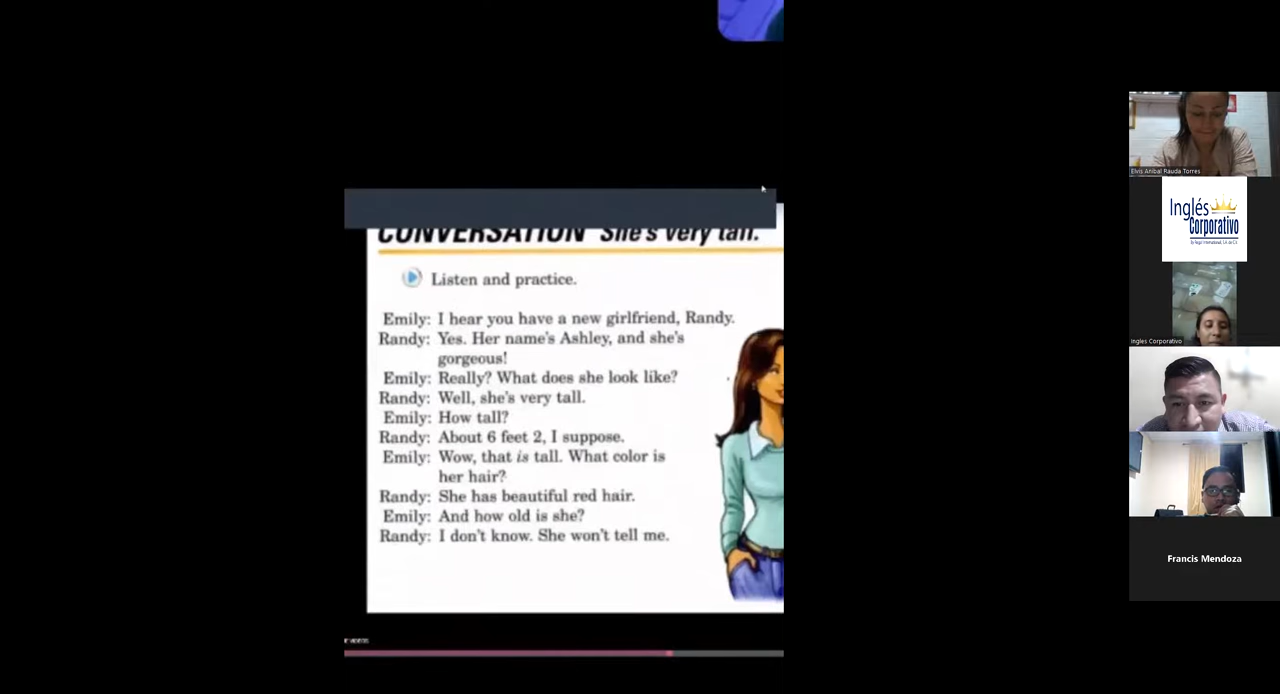 CONVERSATION She's very tall.
Listen and practice.
Emily: I hear you have a new girlfriend, Randy.
Randy: Yes. Her name's Ashley, and she's
gorgeous!
Emily: Really? What does she look like?
Randy: Well, she's very tall.
Emily: How tall?
Randy: About 6 feet 2, I suppose.
Emily: Wow, that is tall. What color is
her hair?
Randy: She has beautiful red hair.
Emily: And how old is she?
Randy: I don't know. She won't tell me.
Elvis Anibal Rauda Torres
Inglés
Corporativo
Ingles Corporativo
Francis Mendoza